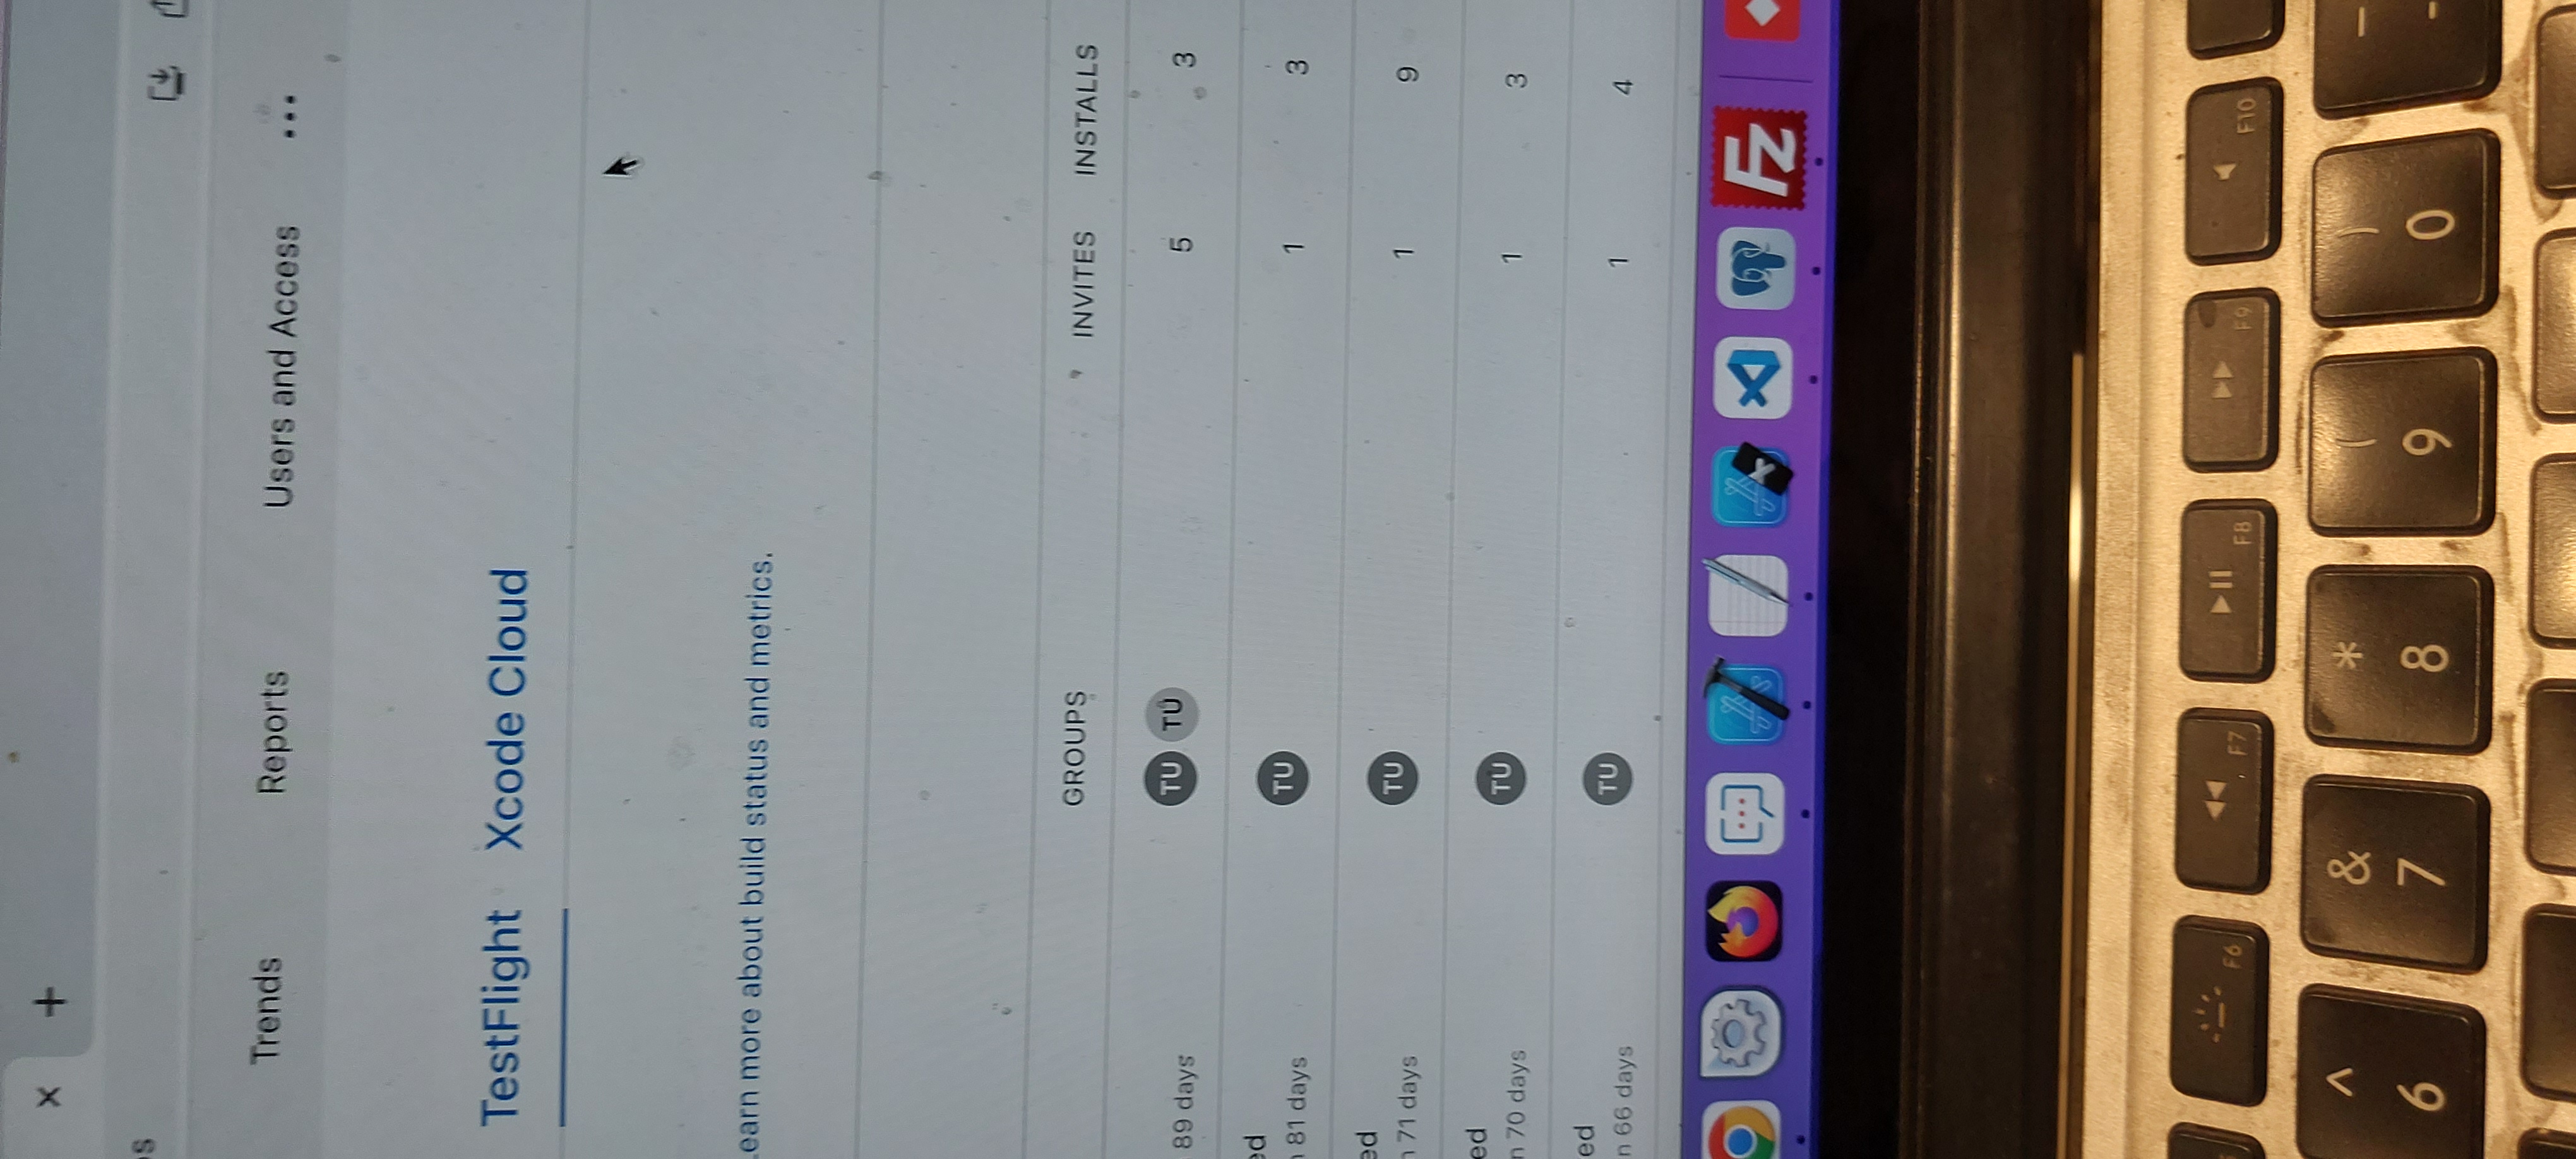 Trends Reports Users and Access
TestFlight Xcode Cloud
Learn more about build status and metrics.
GROUPS INVITES INSTALLS
89 days TU TU 5 3
ed
n 81 days TU 1 3
ed
n 71 days TU 1 9
ed
n 70 days TU 1 3
ed
n 66 days TU 1 4
Fz
F6 F7 F8 F9 F10
^ & * ( ) —
6 7 8 9 0 -